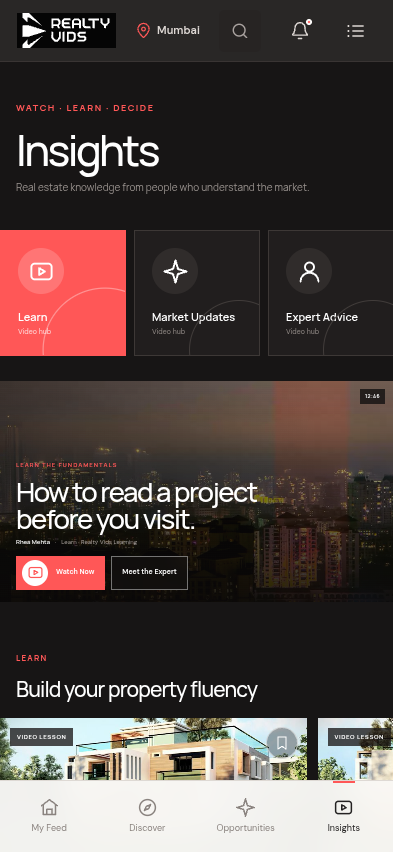 REALTY
VIDS
Mumbai
WATCH · LEARN · DECIDE
Insights
Real estate knowledge from people who understand the market.
Learn
Video hub
Market Updates
Video hub
Expert Advice
Video hub
12:46
LEARN THE FUNDAMENTALS
How to read a project
before you visit.
Rhea Mehta · Learn · Realty Vids Learning
Watch Now
Meet the Expert
LEARN
Build your property fluency
VIDEO LESSON
VIDEO LESSON
My Feed
Discover
Opportunities
Insights